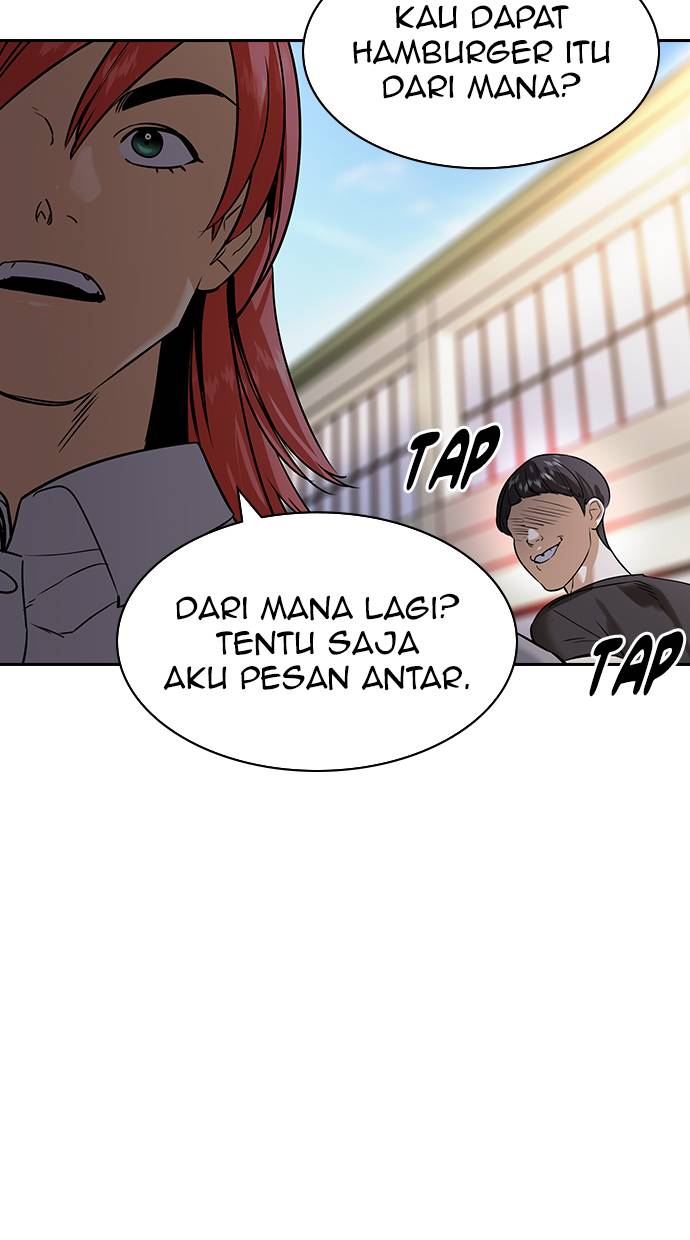 KAU DAPAT
HAMBURGER ITU
DARI MANA?
TAP
DARI MANA LAGI?
TENTU SAJA
AKU PESAN ANTAR.
TAP